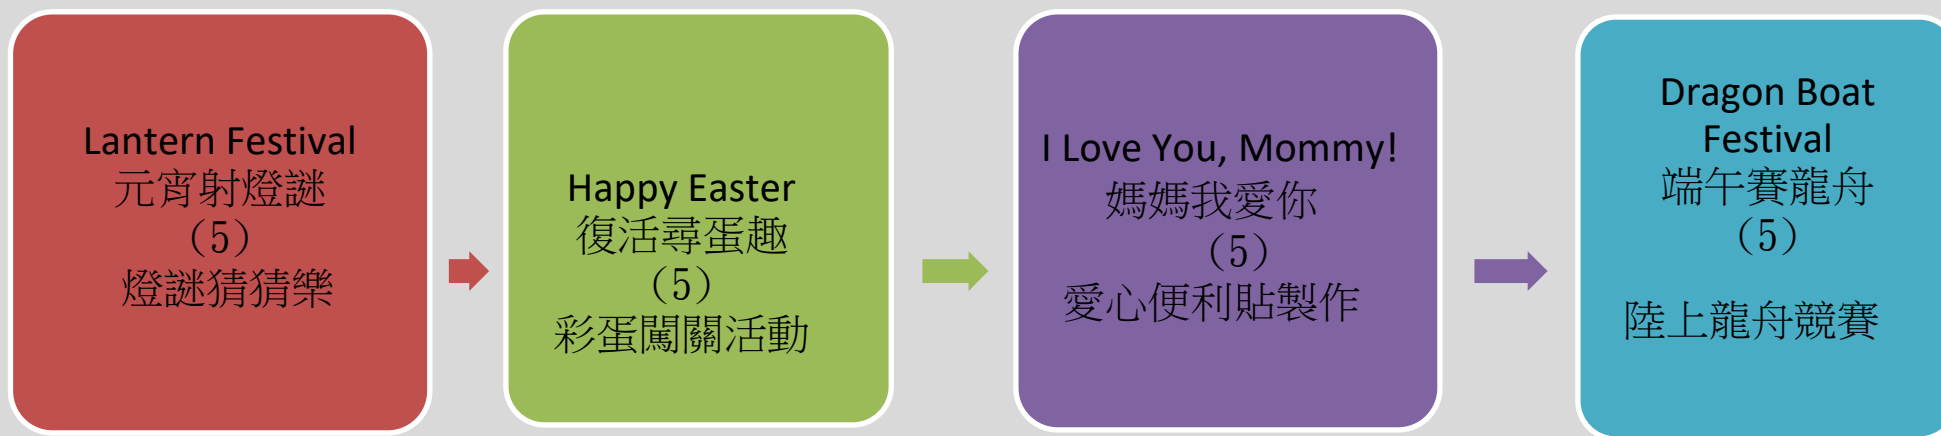 Lantern Festival
元宵射燈謎
（5）
燈謎猜猜樂
Happy Easter
復活尋蛋趣
（5）
彩蛋闖關活動
I Love You, Mommy!
媽媽我愛你
（5）
愛心便利貼製作
Dragon Boat
Festival
端午賽龍舟
（5）
陸上龍舟競賽